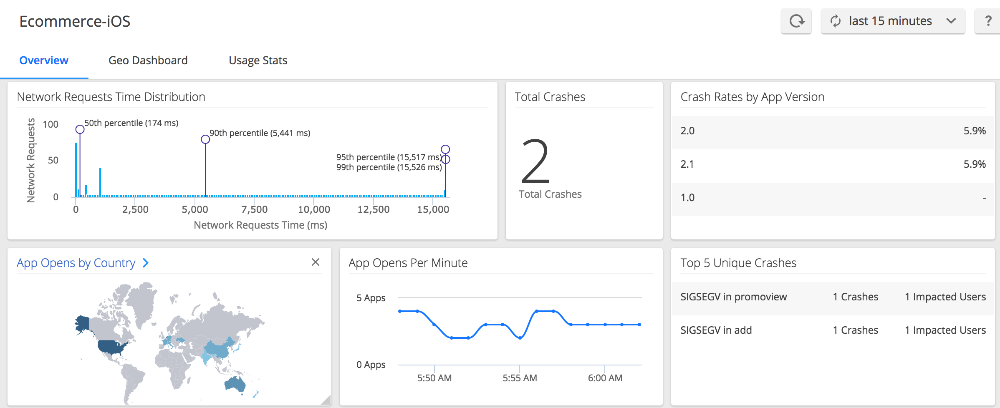 Ecommerce-iOS
last 15 minutes
?
Overview
Geo Dashboard
Usage Stats
Network Requests Time Distribution
Network Requests
100
50
0
50th percentile (174 ms)
90th percentile (5,441 ms)
95th percentile (15,517 ms)
99th percentile (15,526 ms)
0
2,500
5,000
7,500
10,000
12,500
15,000
Network Requests Time (ms)
Total Crashes
2
Total Crashes
Crash Rates by App Version
2.0 5.9%
2.1 5.9%
1.0 -
App Opens by Country
App Opens Per Minute
5 Apps
0 Apps
5:50 AM
5:55 AM
6:00 AM
Top 5 Unique Crashes
SIGSEGV in promoview 1 Crashes 1 Impacted Users
SIGSEGV in add 1 Crashes 1 Impacted Users